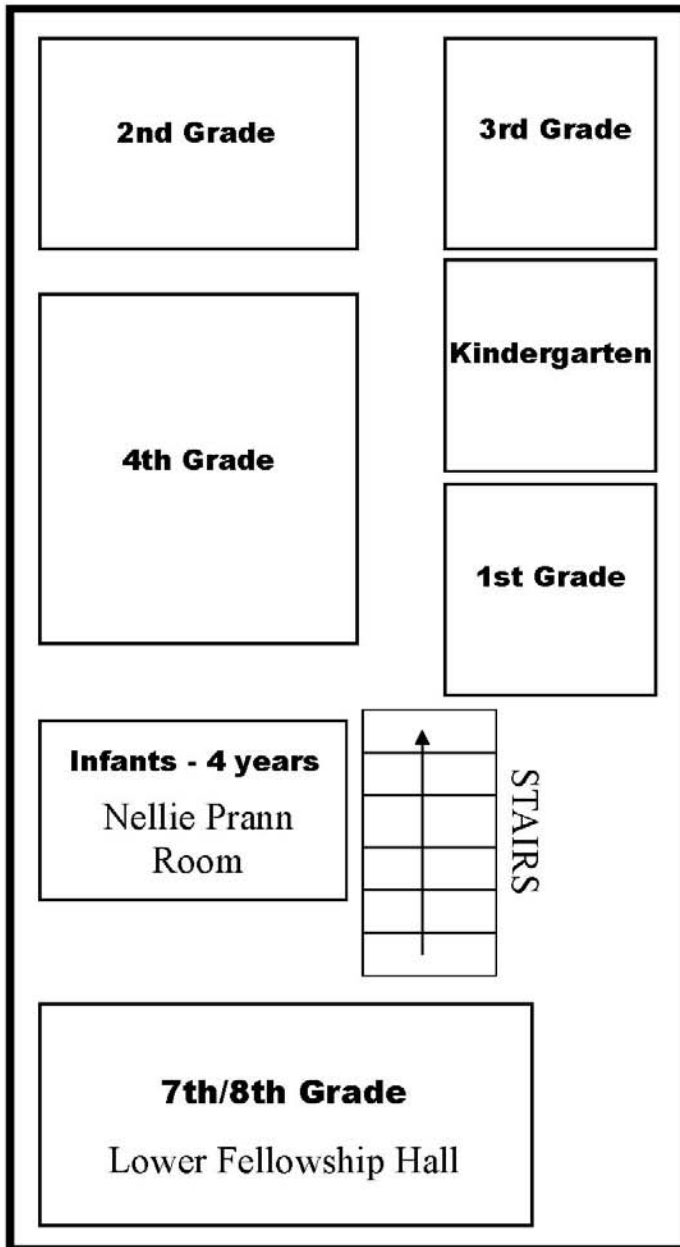 2nd Grade
3rd Grade
Kindergarten
4th Grade
1st Grade
Infants - 4 years
Nellie Prann
Room
STAIRS
7th/8th Grade
Lower Fellowship Hall